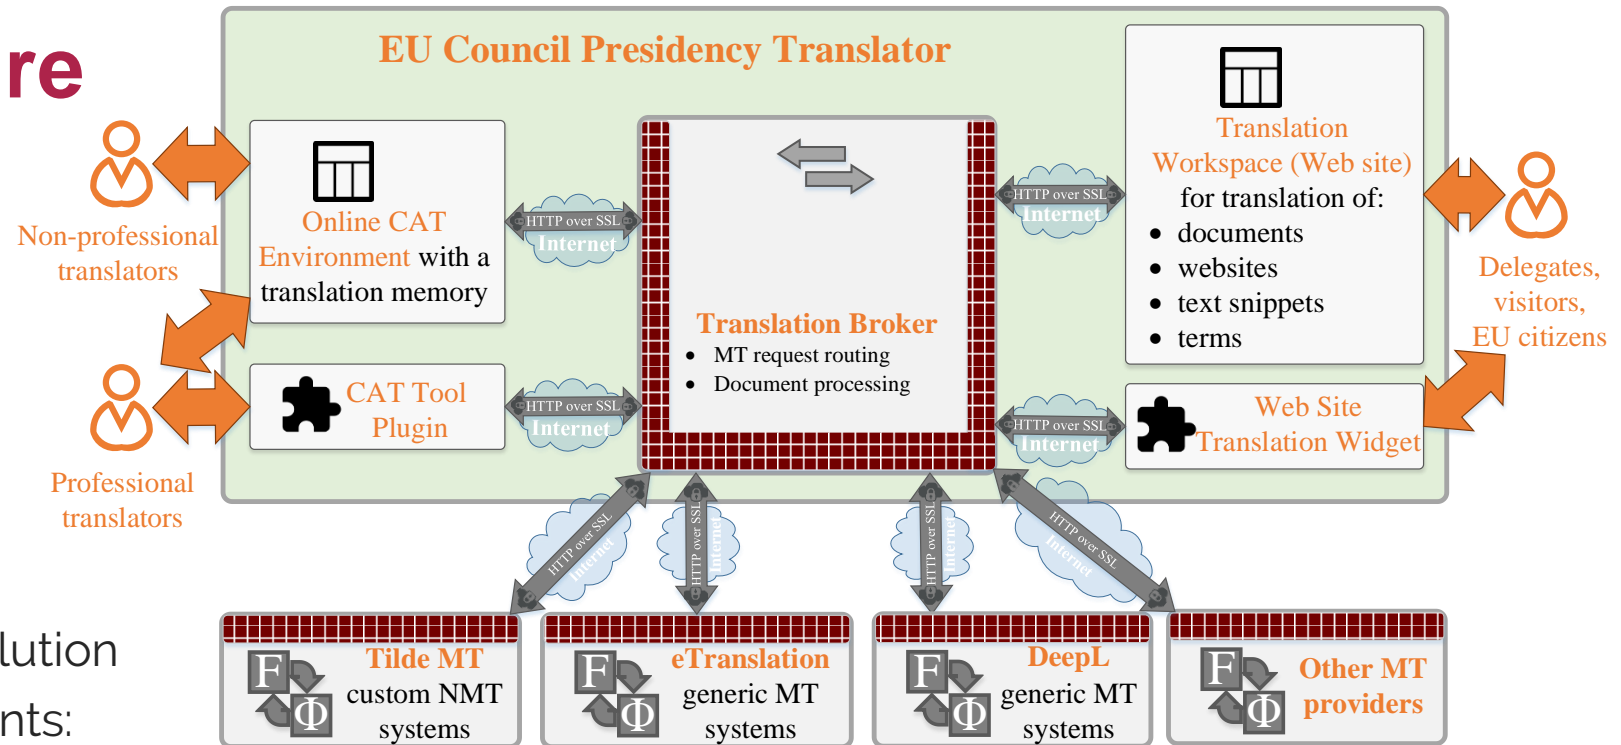 re
EU Council Presidency Translator
Non-professional
translators
Professional
translators
Online CAT
Environment with a
translation memory
CAT Tool
Plugin
HTTP over SSL
Internet
HTTP over SSL
Internet
Translation Broker
• MT request routing
• Document processing
HTTP over SSL
Internet
HTTP over SSL
Internet
Translation
Workspace (Web site)
for translation of:
• documents
• websites
• text snippets
• terms
Web Site
Translation Widget
Delegates,
visitors,
EU citizens
HTTP over SSL
Internet
HTTP over SSL
Internet
HTTP over SSL
Internet
HTTP over SSL
Internet
lution
nts:
F
Φ
Tilde MT
custom NMT
systems
F
Φ
eTranslation
generic MT
systems
F
Φ
DeepL
generic MT
systems
F
Φ
Other MT
providers